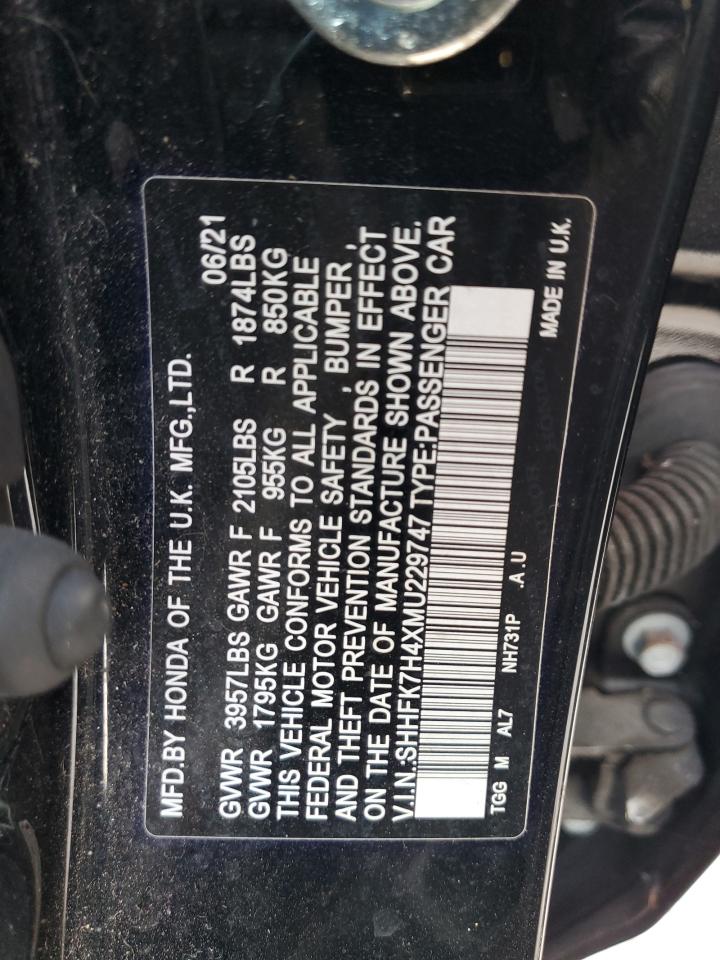 MFD.BY HONDA OF THE U.K. MFG.,LTD. 06/21
GVWR 3957LBS GAWR F 2105LBS R 1874LBS
GVWR 1795KG GAWR F 955KG R 850KG
THIS VEHICLE CONFORMS TO ALL APPLICABLE
FEDERAL MOTOR VEHICLE SAFETY , BUMPER ,
AND THEFT PREVENTION STANDARDS IN EFFECT
ON THE DATE OF MANUFACTURE SHOWN ABOVE.
V.I.N.:SHHFK7H4XMU229747 TYPE:PASSENGER CAR
TGG M AL7 NH731P .A .U MADE IN U.K.